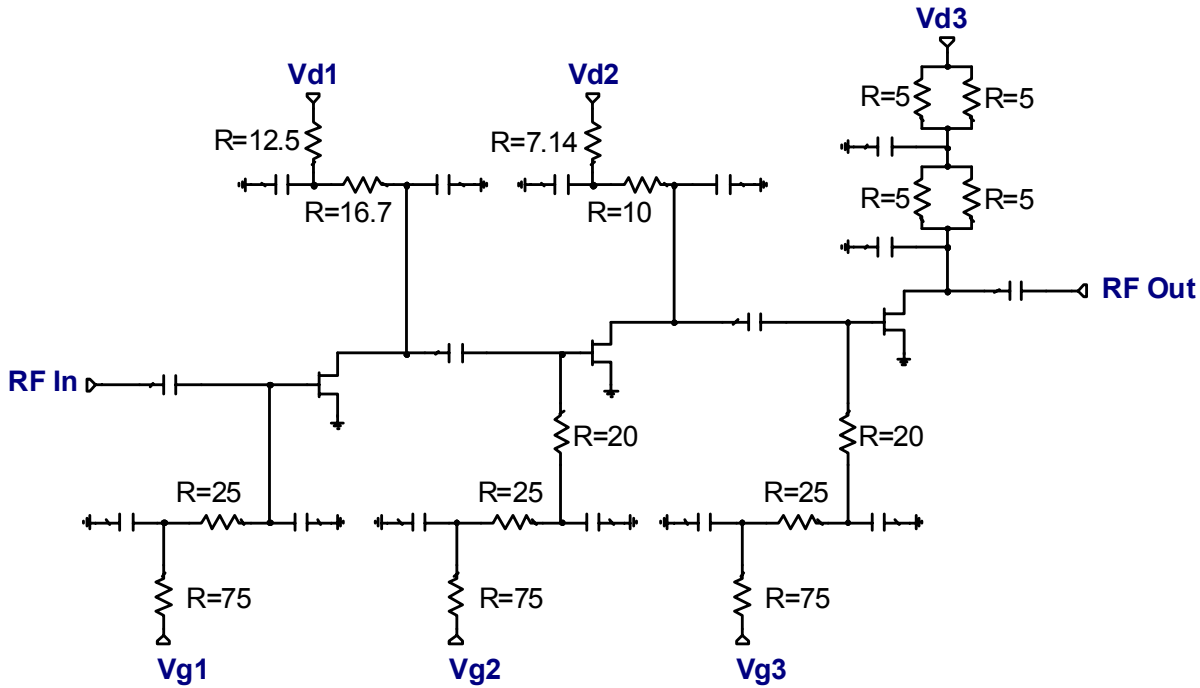 Vd3
Vd1
Vd2
R=5
R=5
R=12.5
R=7.14
R=16.7
R=10
R=5
R=5
RF Out
RF In
R=20
R=20
R=25
R=25
R=25
R=75
R=75
R=75
Vg1
Vg2
Vg3